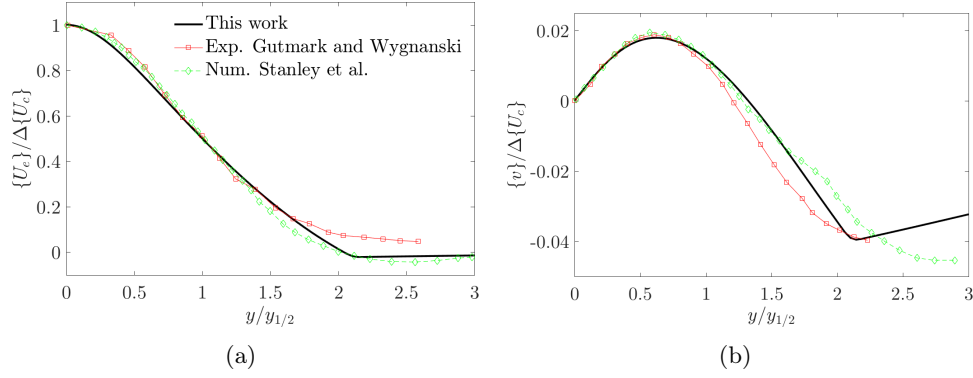 This work
Exp. Gutmark and Wygnanski
Num. Stanley et al.
1
0.8
0.6
0.4
0.2
0
{U_e}/Δ{U_c}
0 0.5 1 1.5 2 2.5 3
y/y_{1/2}
(a)
0.02
0
-0.02
-0.04
{v}/Δ{U_c}
0 0.5 1 1.5 2 2.5 3
y/y_{1/2}
(b)